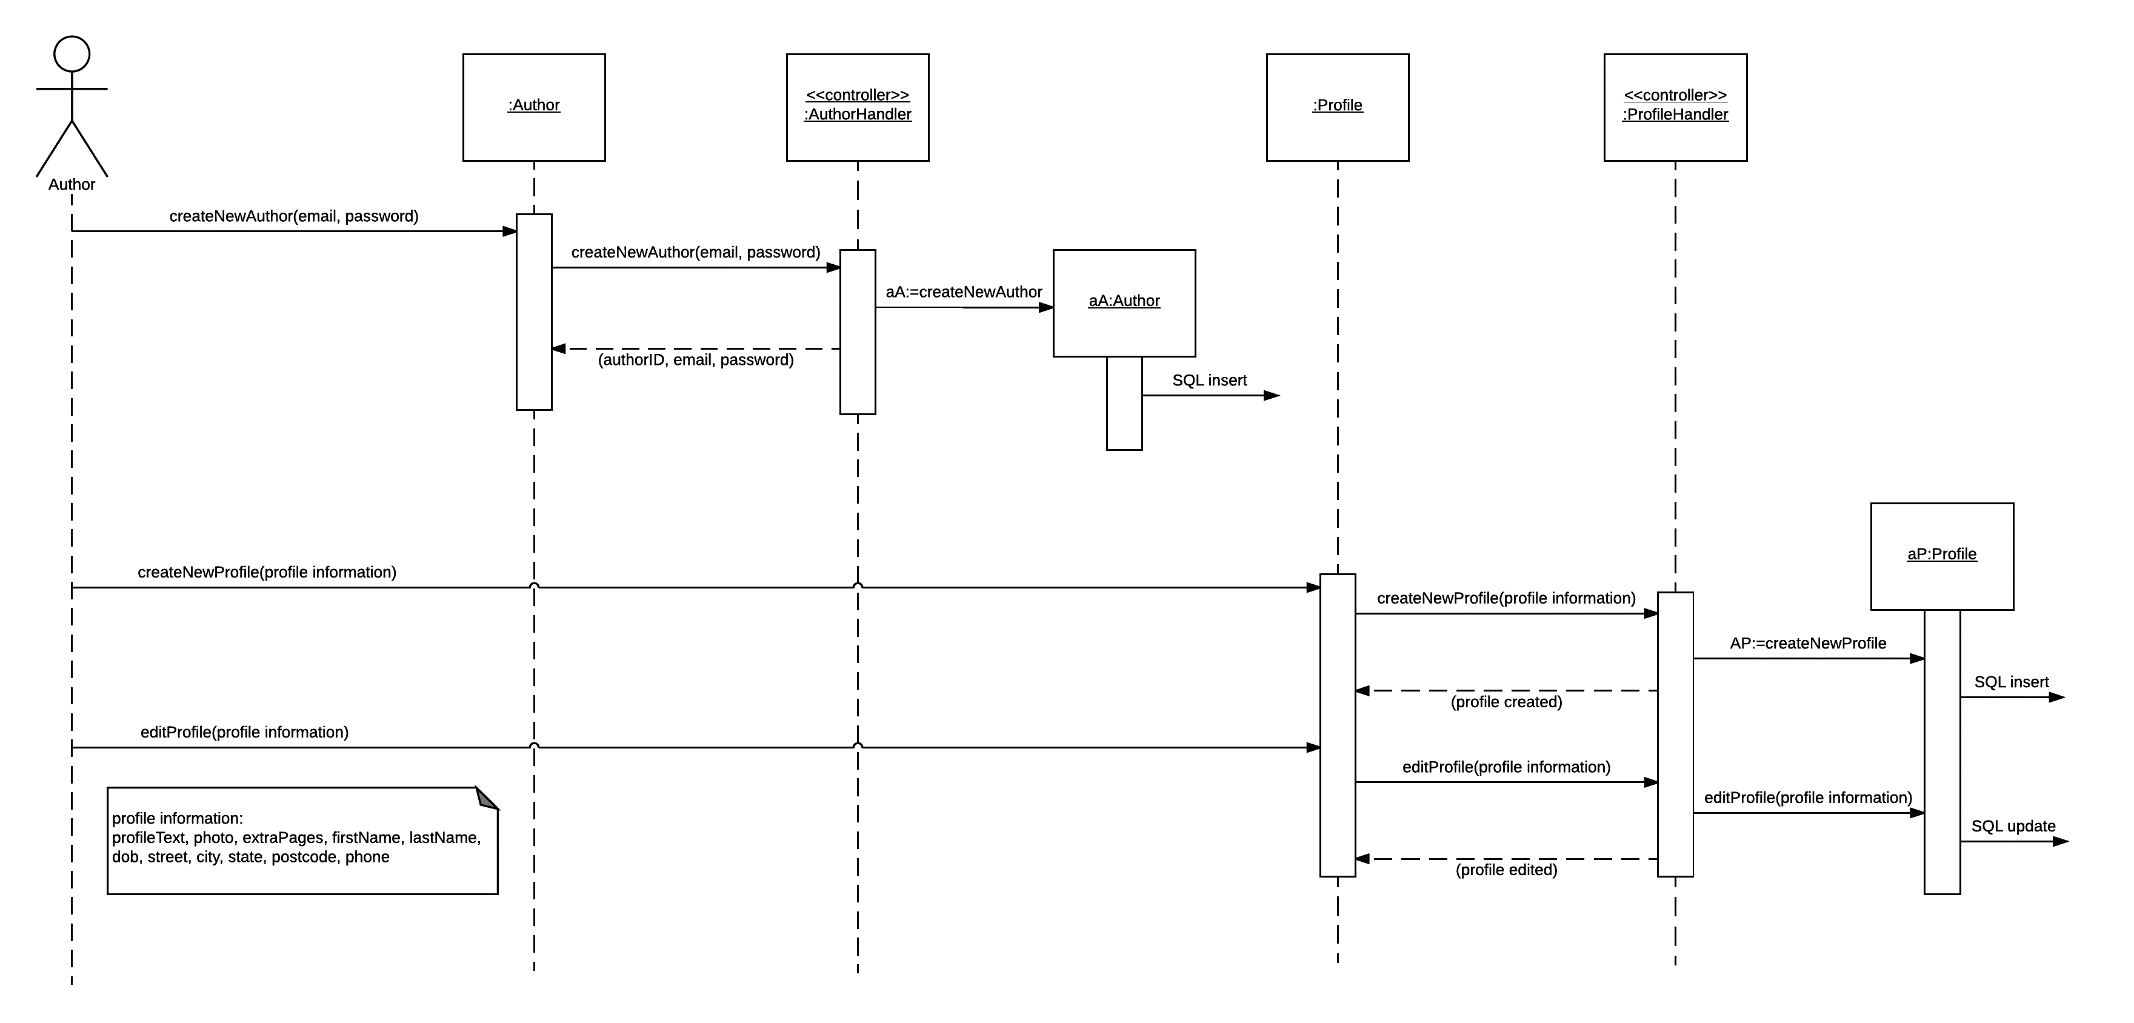 Author
:Author
<<controller>>
:AuthorHandler
:Profile
<<controller>>
:ProfileHandler
createNewAuthor(email, password)
createNewAuthor(email, password)
aA:=createNewAuthor
aA:Author
(authorID, email, password)
SQL insert
aP:Profile
createNewProfile(profile information)
createNewProfile(profile information)
AP:=createNewProfile
SQL insert
(profile created)
editProfile(profile information)
editProfile(profile information)
editProfile(profile information)
SQL update
(profile edited)
profile information:
profileText, photo, extraPages, firstName, lastName,
dob, street, city, state, postcode, phone